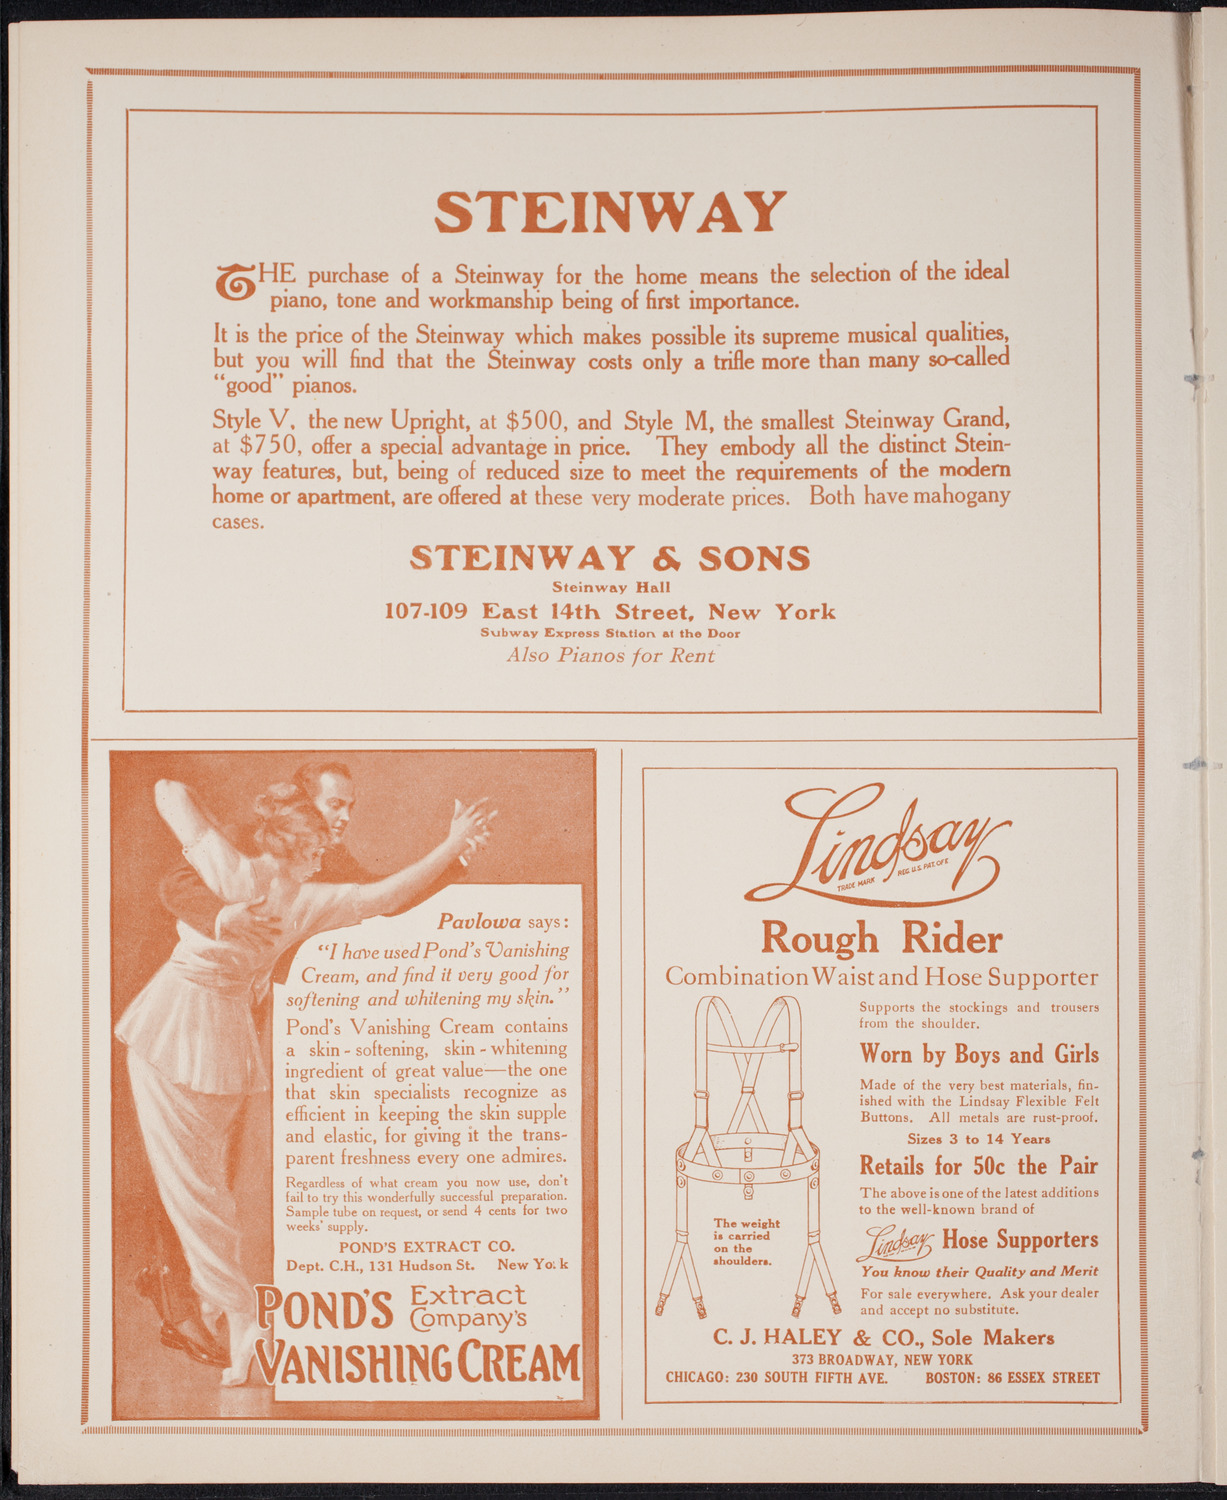 STEINWAY
THE purchase of a Steinway for the home means the selection of the ideal
piano, tone and workmanship being of first importance.
It is the price of the Steinway which makes possible its supreme musical qualities,
but you will find that the Steinway costs only a trifle more than many so-called
"good" pianos.
Style V, the new Upright, at $500, and Style M, the smallest Steinway Grand,
at $750, offer a special advantage in price. They embody all the distinct Stein-
way features, but, being of reduced size to meet the requirements of the modern
home or apartment, are offered at these very moderate prices. Both have mahogany
cases.
STEINWAY & SONS
Steinway Hall
107-109 East 14th Street, New York
Subway Express Station at the Door
Also Pianos for Rent
Pavlowa says:
"I have used Pond's Vanishing
Cream, and find it very good for
softening and whitening my skin."
Pond's Vanishing Cream contains
a skin-softening, skin-whitening
ingredient of great value—the one
that skin specialists recognize as
efficient in keeping the skin supple
and elastic, for giving it the trans-
parent freshness every one admires.
Regardless of what cream you now use, don't
fail to try this wonderfully successful preparation.
Sample tube on request, or send 4 cents for two
weeks' supply.
POND'S EXTRACT CO.
Dept. C.H., 131 Hudson St. New York
POND'S Extract
Company's
VANISHING CREAM
Lindsay
TRADE MARK REG U.S. PAT. OFF.
Rough Rider
Combination Waist and Hose Supporter
Supports the stockings and trousers
from the shoulder.
Worn by Boys and Girls
Made of the very best materials, fin-
ished with the Lindsay Flexible Felt
Buttons. All metals are rust-proof.
Sizes 3 to 14 Years
Retails for 50c the Pair
The above is one of the latest additions
to the well-known brand of
Lindsay Hose Supporters
You know their Quality and Merit
For sale everywhere. Ask your dealer
and accept no substitute.
The weight
is carried
on the
shoulders.
C. J. HALEY & CO., Sole Makers
373 BROADWAY, NEW YORK
CHICAGO: 230 SOUTH FIFTH AVE. BOSTON: 86 ESSEX STREET